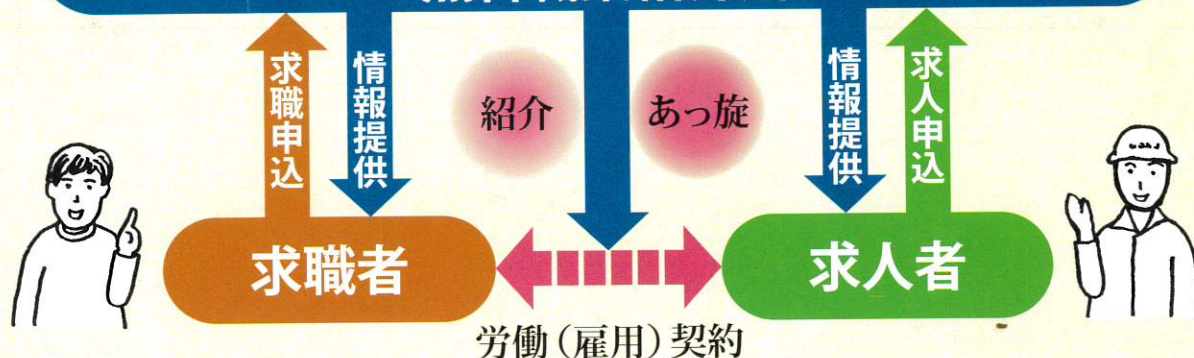 求職申込
情報提供
紹介
あっ旋
情報提供
求人申込
求職者
求人者
労働（雇用）契約